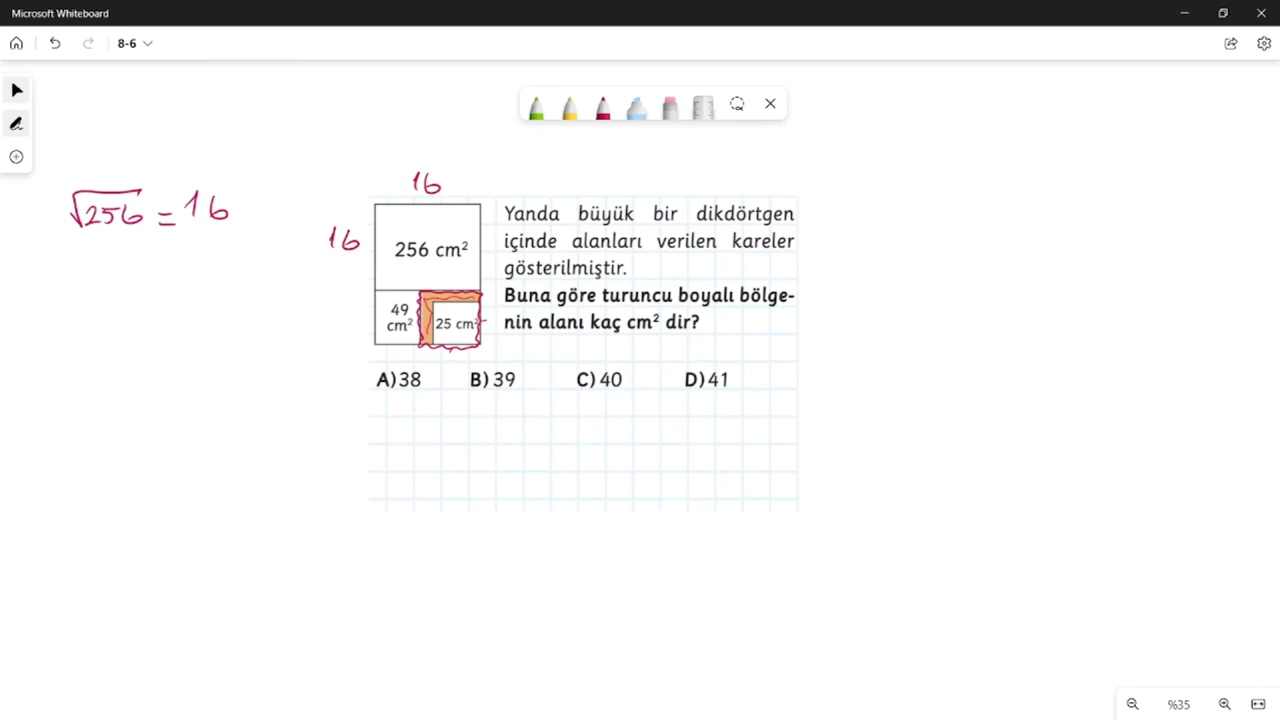 Microsoft Whiteboard
8-6
16
√256 = 16
16
256 cm²
49
cm²
25 cm²
Yanda büyük bir dikdörtgen
içinde alanları verilen kareler
gösterilmiştir.
Buna göre turuncu boyalı bölge-
nin alanı kaç cm² dir?
A) 38 B) 39 C) 40 D) 41
%35